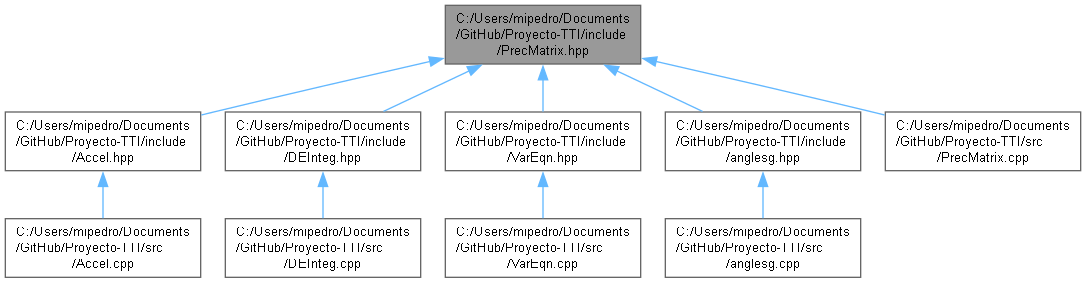 C:/Users/mipedro/Documents
/GitHub/Proyecto-TTI/include
/PrecMatrix.hpp
C:/Users/mipedro/Documents
/GitHub/Proyecto-TTI/include
/Accel.hpp
C:/Users/mipedro/Documents
/GitHub/Proyecto-TTI/include
/DEInteg.hpp
C:/Users/mipedro/Documents
/GitHub/Proyecto-TTI/include
/VarEqn.hpp
C:/Users/mipedro/Documents
/GitHub/Proyecto-TTI/include
/anglesg.hpp
C:/Users/mipedro/Documents
/GitHub/Proyecto-TTI/src
/PrecMatrix.cpp
C:/Users/mipedro/Documents
/GitHub/Proyecto-TTI/src
/Accel.cpp
C:/Users/mipedro/Documents
/GitHub/Proyecto-TTI/src
/DEInteg.cpp
C:/Users/mipedro/Documents
/GitHub/Proyecto-TTI/src
/VarEqn.cpp
C:/Users/mipedro/Documents
/GitHub/Proyecto-TTI/src
/anglesg.cpp